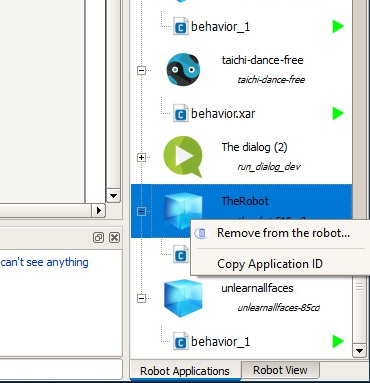 behavior_1
taichi-dance-free
taichi-dance-free
behavior.xar
The dialog (2)
run_dialog_dev
TheRobot
Remove from the robot...
can't see anything
Copy Application ID
unlearnallfaces
unlearnallfaces-85cd
behavior_1
Robot Applications
Robot View